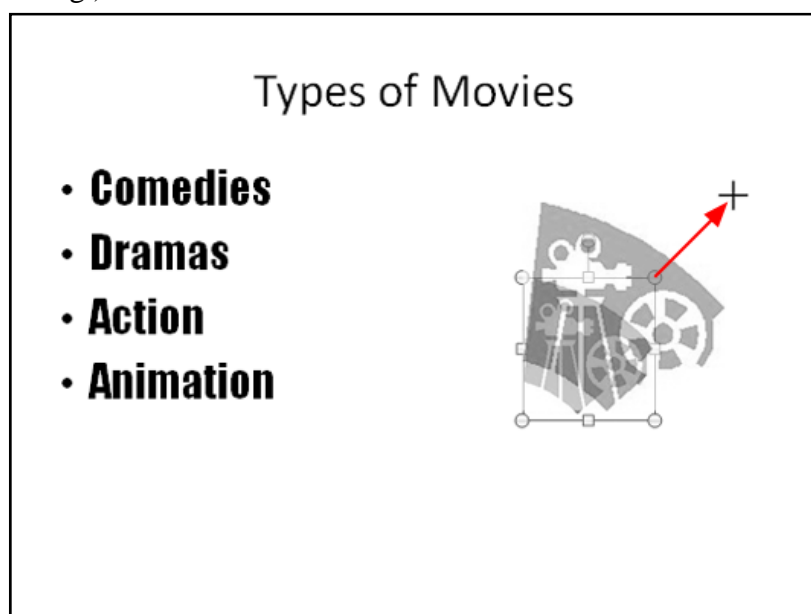 Types of Movies
• Comedies
• Dramas
• Action
• Animation